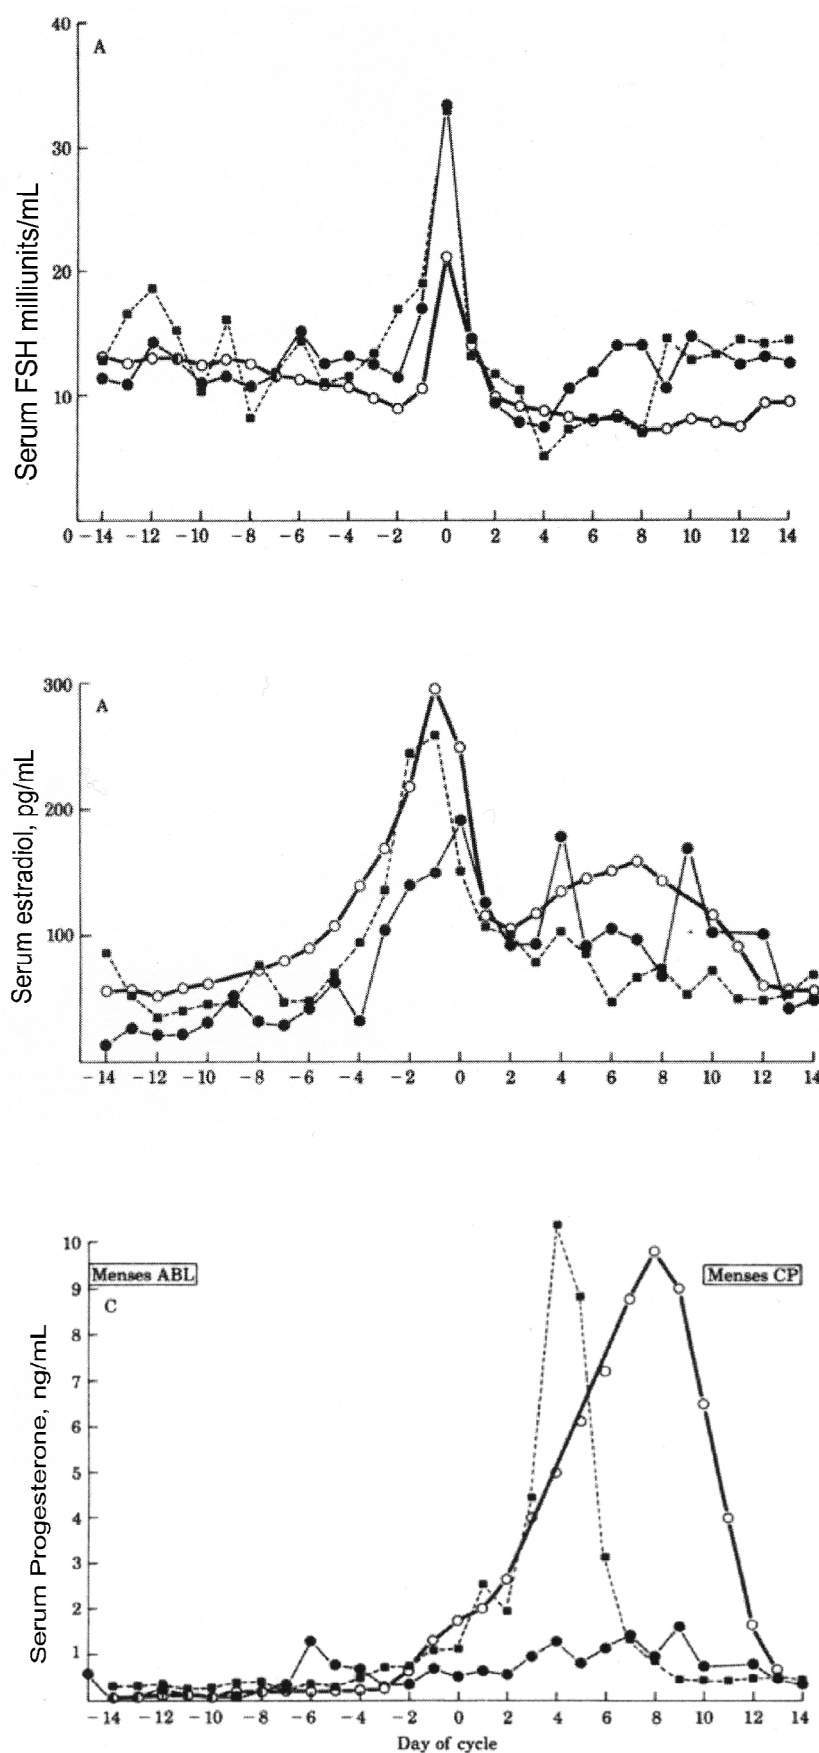 40
A
30
20
10
Serum FSH milliunits/mL
0 -14 -12 -10 -8 -6 -4 -2 0 2 4 6 8 10 12 14
300
A
200
100
Serum estradiol, pg/mL
-14 -12 -10 -8 -6 -4 -2 0 2 4 6 8 10 12 14
10
Menses ABL Menses CP
9
C
8
7
6
5
4
3
2
1
Serum Progesterone, ng/mL
-14 -12 -10 -8 -6 -4 -2 0 2 4 6 8 10 12 14
Day of cycle